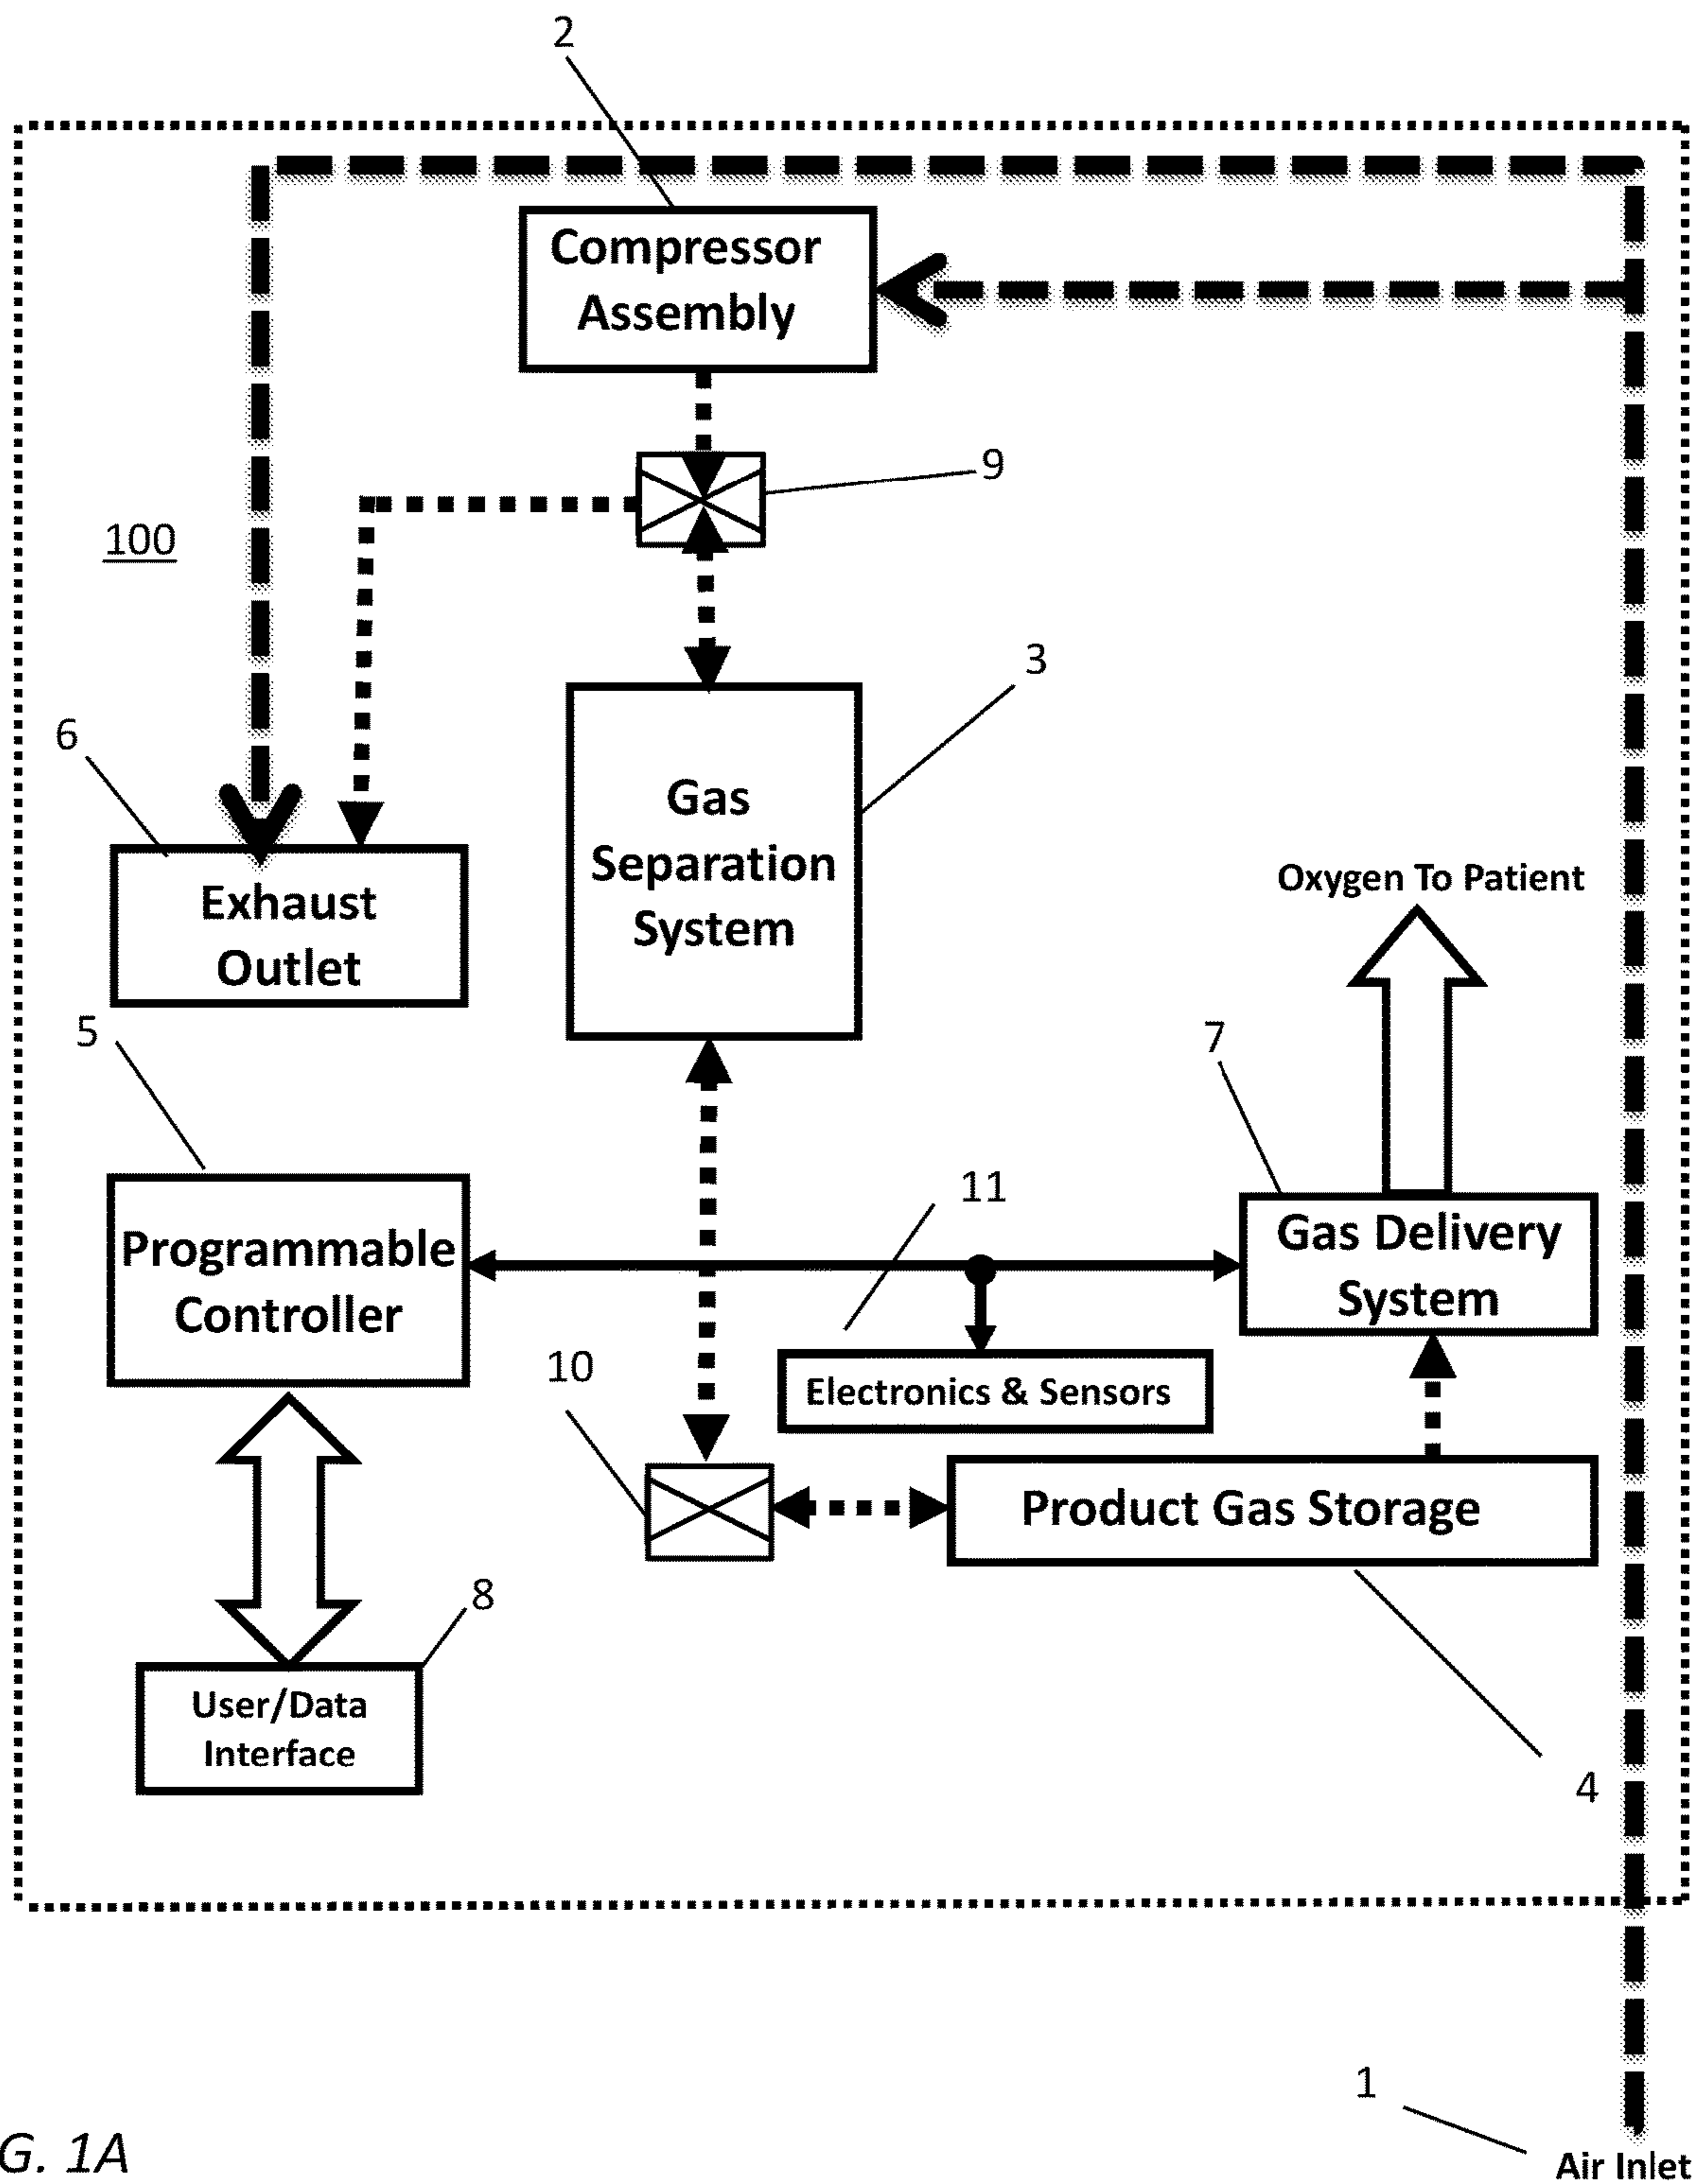 2
Compressor
Assembly
9
100
3
Gas
Separation
System
6
Exhaust
Outlet
Oxygen To Patient
5
7
11
Programmable
Controller
Gas Delivery
System
10
Electronics & Sensors
Product Gas Storage
8
User/Data
Interface
4
1
G. 1A
Air Inlet